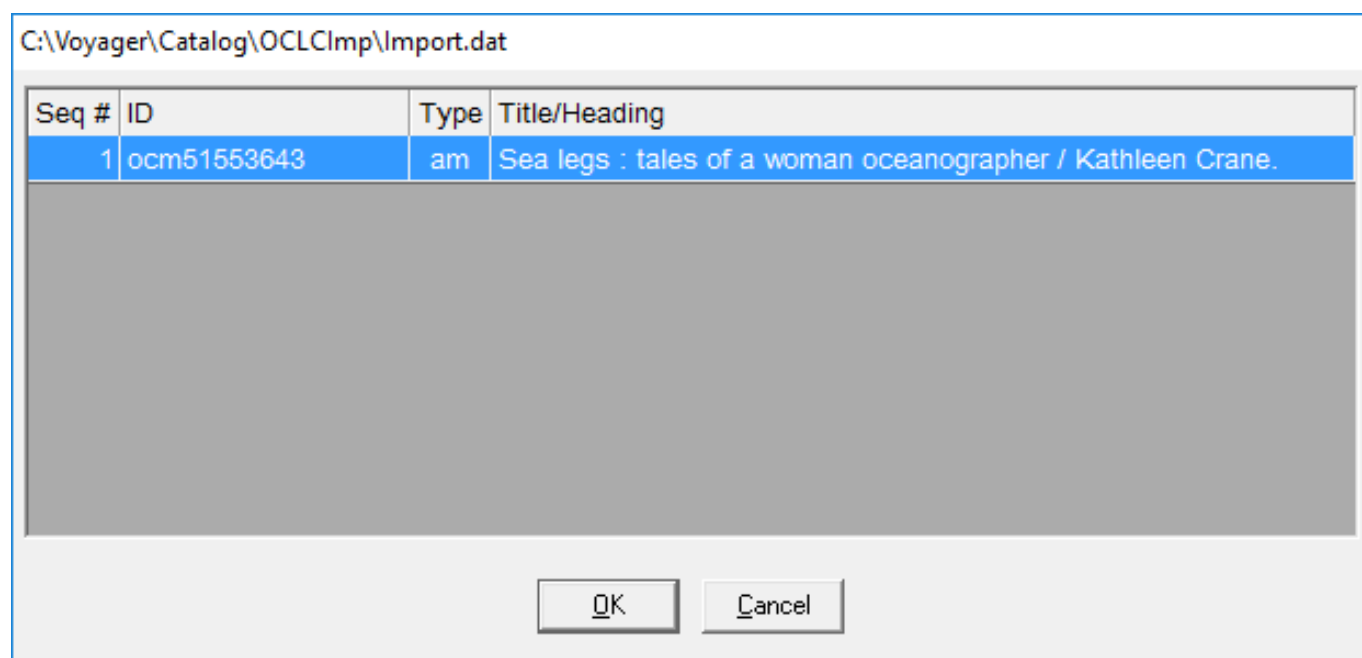 C:\Voyager\Catalog\OCLCImp\Import.dat
Seq # ID Type Title/Heading
1 ocm51553643 am Sea legs : tales of a woman oceanographer / Kathleen Crane.
OK Cancel